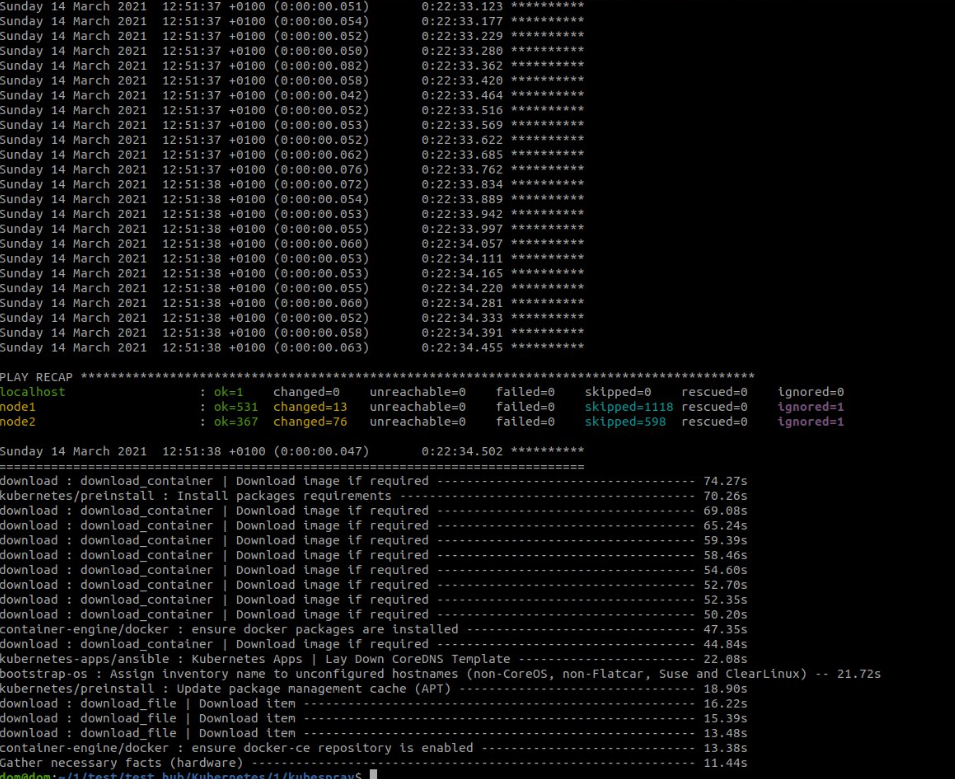 Sunday 14 March 2021  12:51:37 +0100 (0:00:00.051)       0:22:33.123 **********
Sunday 14 March 2021  12:51:37 +0100 (0:00:00.054)       0:22:33.177 **********
Sunday 14 March 2021  12:51:37 +0100 (0:00:00.052)       0:22:33.229 **********
Sunday 14 March 2021  12:51:37 +0100 (0:00:00.050)       0:22:33.280 **********
Sunday 14 March 2021  12:51:37 +0100 (0:00:00.082)       0:22:33.362 **********
Sunday 14 March 2021  12:51:37 +0100 (0:00:00.058)       0:22:33.420 **********
Sunday 14 March 2021  12:51:37 +0100 (0:00:00.042)       0:22:33.464 **********
Sunday 14 March 2021  12:51:37 +0100 (0:00:00.052)       0:22:33.516 **********
Sunday 14 March 2021  12:51:37 +0100 (0:00:00.053)       0:22:33.569 **********
Sunday 14 March 2021  12:51:37 +0100 (0:00:00.052)       0:22:33.622 **********
Sunday 14 March 2021  12:51:37 +0100 (0:00:00.062)       0:22:33.685 **********
Sunday 14 March 2021  12:51:37 +0100 (0:00:00.076)       0:22:33.762 **********
Sunday 14 March 2021  12:51:38 +0100 (0:00:00.072)       0:22:33.834 **********
Sunday 14 March 2021  12:51:38 +0100 (0:00:00.054)       0:22:33.889 **********
Sunday 14 March 2021  12:51:38 +0100 (0:00:00.053)       0:22:33.942 **********
Sunday 14 March 2021  12:51:38 +0100 (0:00:00.055)       0:22:33.997 **********
Sunday 14 March 2021  12:51:38 +0100 (0:00:00.060)       0:22:34.057 **********
Sunday 14 March 2021  12:51:38 +0100 (0:00:00.053)       0:22:34.111 **********
Sunday 14 March 2021  12:51:38 +0100 (0:00:00.053)       0:22:34.165 **********
Sunday 14 March 2021  12:51:38 +0100 (0:00:00.055)       0:22:34.220 **********
Sunday 14 March 2021  12:51:38 +0100 (0:00:00.060)       0:22:34.281 **********
Sunday 14 March 2021  12:51:38 +0100 (0:00:00.052)       0:22:34.333 **********
Sunday 14 March 2021  12:51:38 +0100 (0:00:00.058)       0:22:34.391 **********
Sunday 14 March 2021  12:51:38 +0100 (0:00:00.063)       0:22:34.455 **********
PLAY RECAP *******************************************************************************************
localhost                  : ok=1    changed=0    unreachable=0    failed=0    skipped=0    rescued=0    ignored=0
node1                      : ok=531  changed=13   unreachable=0    failed=0    skipped=1118 rescued=0    ignored=1
node2                      : ok=367  changed=76   unreachable=0    failed=0    skipped=598  rescued=0    ignored=1
Sunday 14 March 2021  12:51:38 +0100 (0:00:00.047)       0:22:34.502 **********
===============================================================================
download : download_container | Download image if required ----------------------------------- 74.27s
kubernetes/preinstall : Install packages requirements ---------------------------------------- 70.26s
download : download_container | Download image if required ----------------------------------- 69.08s
download : download_container | Download image if required ----------------------------------- 65.24s
download : download_container | Download image if required ----------------------------------- 59.39s
download : download_container | Download image if required ----------------------------------- 58.46s
download : download_container | Download image if required ----------------------------------- 54.60s
download : download_container | Download image if required ----------------------------------- 52.70s
download : download_container | Download image if required ----------------------------------- 52.35s
download : download_container | Download image if required ----------------------------------- 50.20s
container-engine/docker : ensure docker packages are installed ------------------------------- 47.35s
download : download_container | Download image if required ----------------------------------- 44.84s
kubernetes-apps/ansible : Kubernetes Apps | Lay Down CoreDNS Template ------------------------ 22.08s
bootstrap-os : Assign inventory name to unconfigured hostnames (non-CoreOS, non-Flatcar, Suse and ClearLinux) -- 21.72s
kubernetes/preinstall : Update package management cache (APT) -------------------------------- 18.90s
download : download_file | Download item ----------------------------------------------------- 16.22s
download : download_file | Download item ----------------------------------------------------- 15.39s
download : download_file | Download item ----------------------------------------------------- 13.48s
container-engine/docker : ensure docker-ce repository is enabled ----------------------------- 13.38s
Gather necessary facts (hardware) ------------------------------------------------------------ 11.44s
dom@dom:~/1/test/test_hub/Kubernetes/1/kubespray$